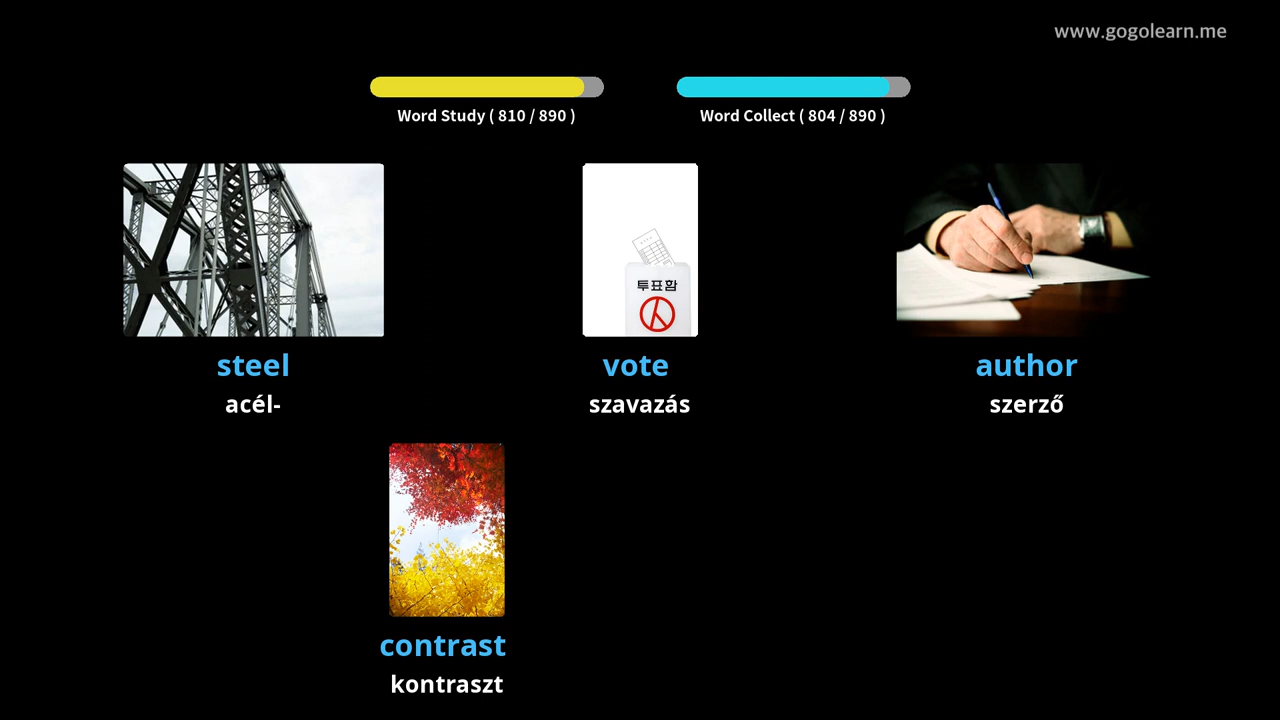 www.gogolearn.me
Word Study ( 810 / 890 )
Word Collect ( 804 / 890 )
투표함
steel
vote
author
acél-
szavazás
szerző
contrast
kontraszt